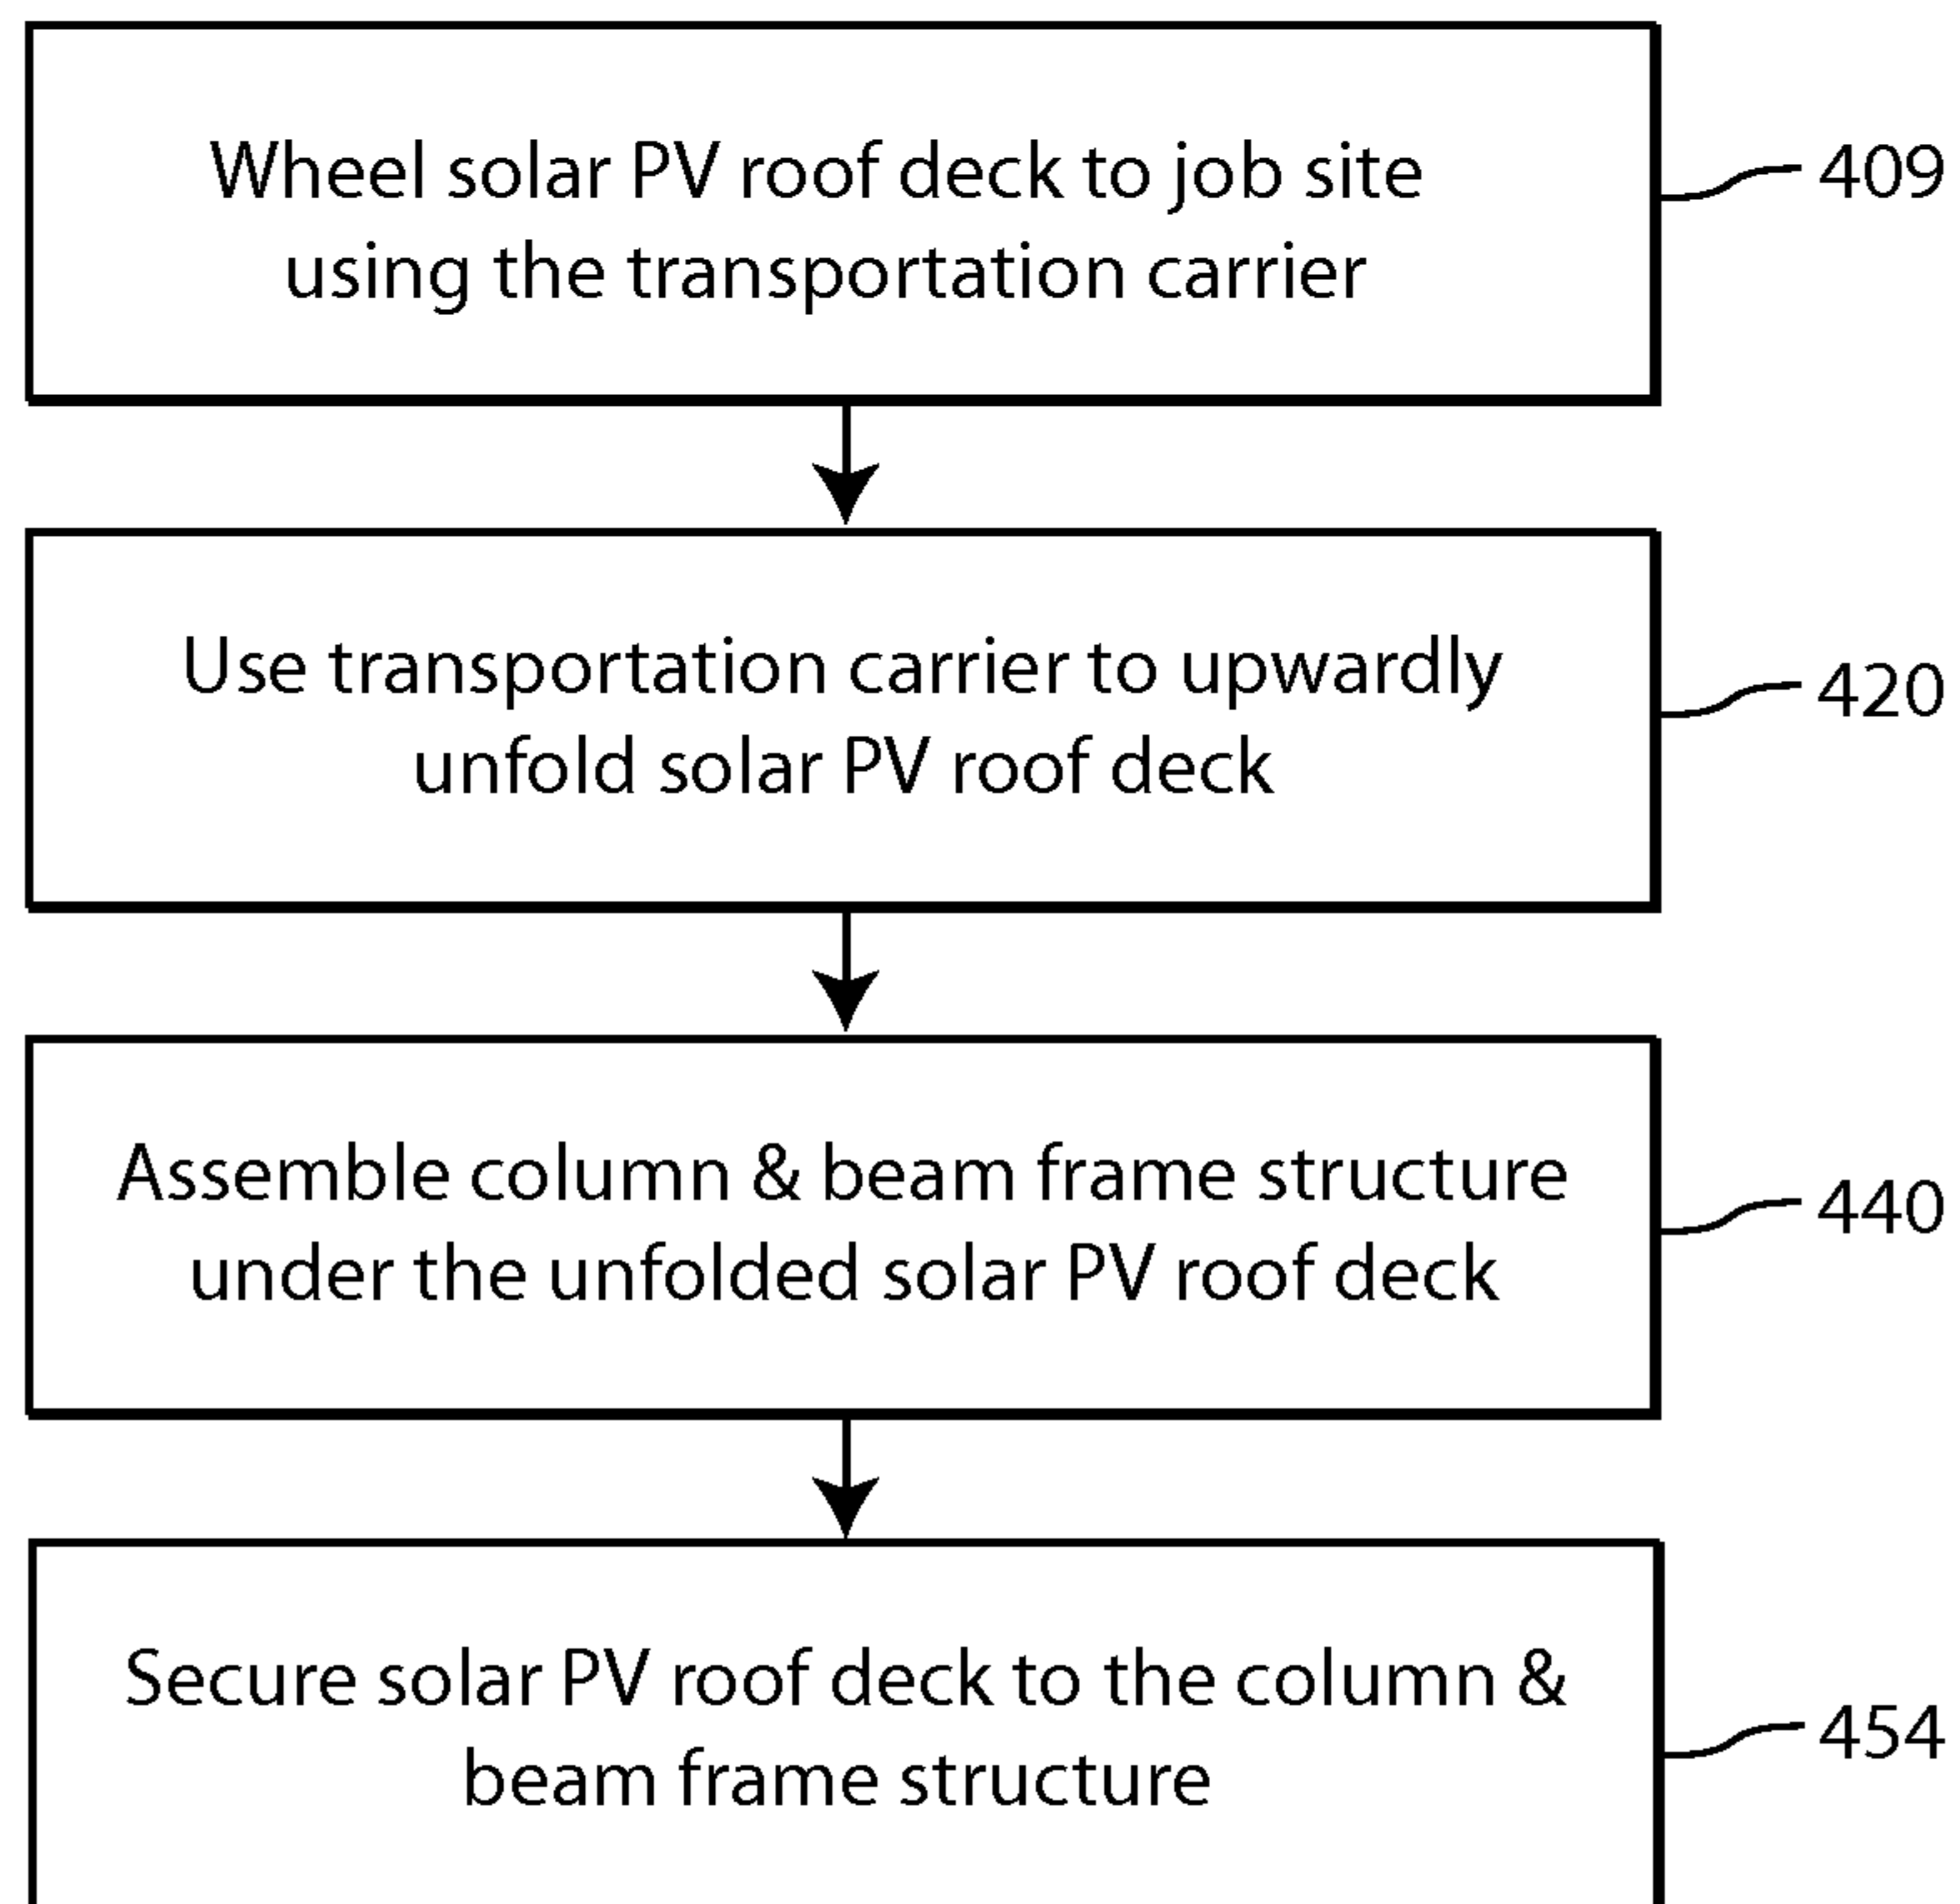 Wheel solar PV roof deck to job site
using the transportation carrier
409
Use transportation carrier to upwardly
unfold solar PV roof deck
420
Assemble column & beam frame structure
under the unfolded solar PV roof deck
440
Secure solar PV roof deck to the column &
beam frame structure
454